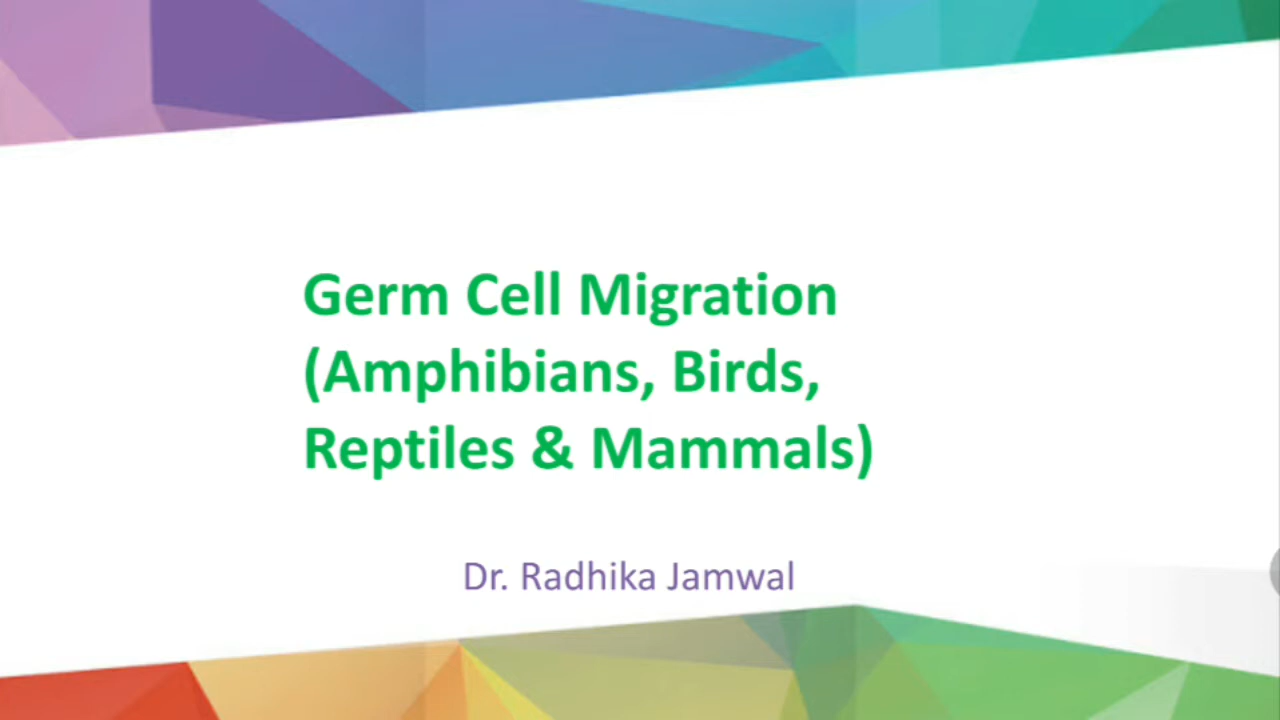 Germ Cell Migration
(Amphibians, Birds,
Reptiles & Mammals)
Dr. Radhika Jamwal